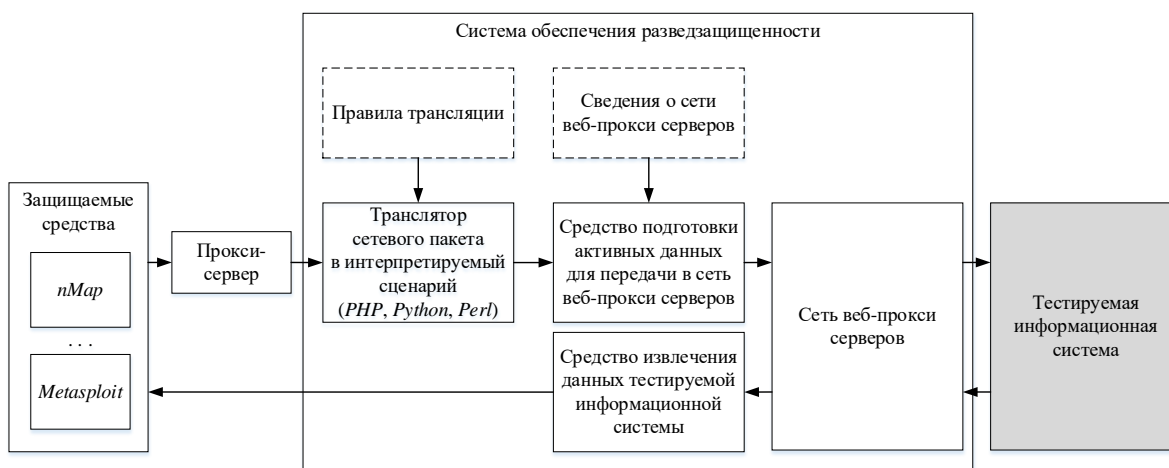 Система обеспечения разведзащищенности
Правила трансляции
Сведения о сети
веб-прокси серверов
Защищаемые
средства
nMap
. . .
Metasploit
Прокси-
сервер
Транслятор
сетевого пакета
в интерпретируемый
сценарий
(PHP, Python, Perl)
Средство подготовки
активных данных
для передачи в сеть
веб-прокси серверов
Средство извлечения
данных тестируемой
информационной
системы
Сеть веб-прокси
серверов
Тестируемая
информационная
система